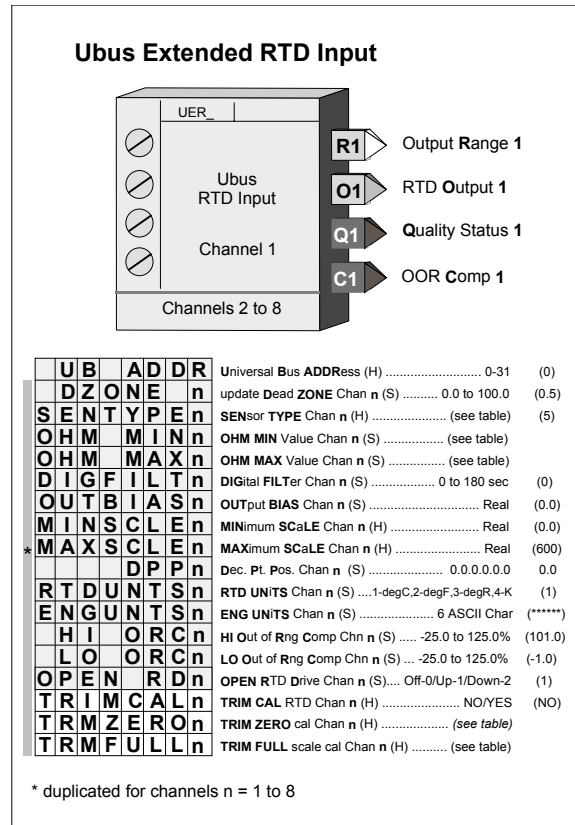 Ubus Extended RTD Input
UER_
Ubus
RTD Input
Channel 1
Channels 2 to 8
R1 Output Range 1
O1 RTD Output 1
Q1 Quality Status 1
C1 OOR Comp 1
UB ADDR Universal Bus ADDRess (H) ........................... 0-31 (0)
DZONE n update Dead ZONE Chan n (S) .......... 0.0 to 100.0 (0.5)
SENTYPEn SENsor TYPE Chan n (H) .................... (see table) (5)
OHM MINn OHM MIN Value Chan n (S) ................. (see table)
OHM MAXn OHM MAX Value Chan n (S) ................. (see table)
DIGFILTn DIGital FILTer Chan n (S) .................... 0 to 180 sec (0)
OUTBIASn OUTput BIAS Chan n (S) ................................ Real (0.0)
MINSCLEn MINimum SCaLE Chan n (H) ........................ Real (0.0)
* MAXSCLEn MAXimum SCaLE Chan n (H) ....................... Real (600)
DPPn Dec. Pt. Pos. Chan n (S) ..................... 0.0.0.0.0.0 0.0
RTDUNTSn RTD UNiTS Chan n (S) ....1-degC,2-degF,3-degR,4-K (1)
ENGUNTSn ENG UNiTS Chan n (S) ....................... 6 ASCII Char (******)
HI ORCn HI Out of Rng Comp Chn n (S) ..... -25.0 to 125.0% (101.0)
LO ORCn LO Out of Rng Comp Chn n (S) ... -25.0 to 125.0% (-1.0)
OPEN RDn OPEN RTD Drive Chan n (S).... Off-0/Up-1/Down-2 (1)
TRIMCALn TRIM CAL RTD Chan n (H) ...................... NO/YES (NO)
TRMZEROn TRIM ZERO cal Chan n (H) ................... (see table)
TRMFULLn TRIM FULL scale cal Chan n (H) .......... (see table)
* duplicated for channels n = 1 to 8